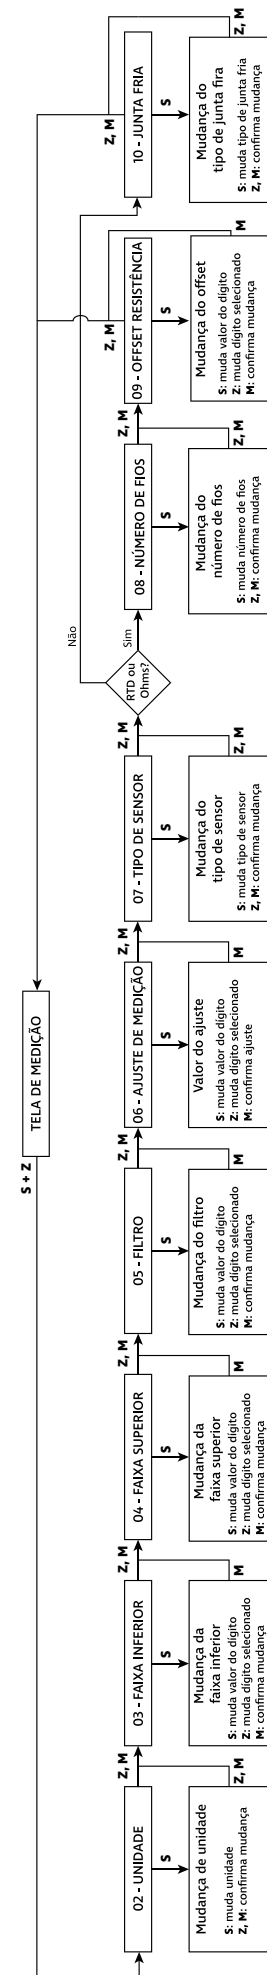 TELA DE MEDIÇÃO
S + Z
02 - UNIDADE
S
Mudança de unidade
S: muda unidade
Z, M: confirma mudança
Z, M
Z, M
03 - FAIXA INFERIOR
S
Mudança da
faixa inferior
S: muda valor do dígito
Z: muda dígito selecionado
M: confirma mudança
M
Z, M
04 - FAIXA SUPERIOR
S
Mudança da
faixa superior
S: muda valor do dígito
Z: muda dígito selecionado
M: confirma mudança
M
Z, M
05 - FILTRO
S
Mudança do filtro
S: muda valor do dígito
Z: muda dígito selecionado
M: confirma mudança
M
Z, M
06 - AJUSTE DE MEDIÇÃO
S
Valor do ajuste
S: muda valor do dígito
Z: muda dígito selecionado
M: confirma ajuste
M
Z, M
07 - TIPO DE SENSOR
S
Mudança do
tipo de sensor
S: muda tipo de sensor
Z, M: confirma mudança
Z, M
Z, M
RTD ou
Ohms?
Não
Sim
08 - NÚMERO DE FIOS
S
Mudança do
número de fios
S: muda número de fios
Z, M: confirma mudança
Z, M
Z, M
09 - OFFSET RESISTÊNCIA
S
Mudança do offset
S: muda valor do dígito
Z: muda dígito selecionado
M: confirma mudança
M
Z, M
10 - JUNTA FRIA
S
Mudança do
tipo de junta fira
S: muda tipo de junta fria
Z, M: confirma mudança
Z, M
Z, M